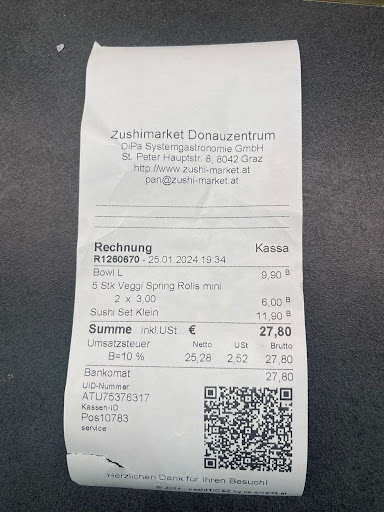 Zushimarket Donauzentrum
DiPa Systemgastronomie GmbH
St. Peter Hauptstr. 8, 8042 Graz
http://www.zushi-market.at
pan@zushi-market.at
Rechnung Kassa
R1260670 - 25.01.2024 19:34
Bowl L 9,90 B
5 Stk Veggi Spring Rolls mini
2 x 3,00 6,00 B
Sushi Set Klein 11,90 B
Summe inkl.USt € 27,80
Umsatzsteuer Netto USt Brutto
B=10 % 25,28 2,52 27,80
Bankomat 27,80
UID-Nummer
ATU75376317
Kassen-ID
Pos10783
service
Herzlichen Dank für Ihren Besuch!